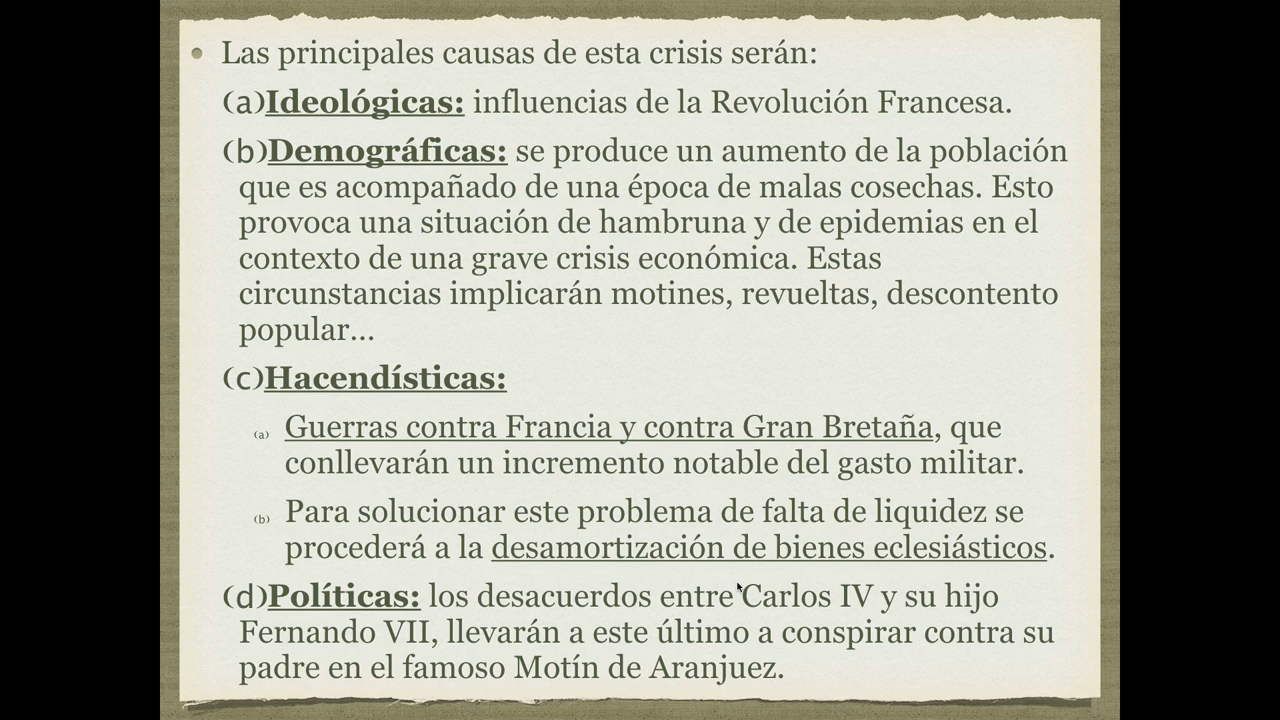 • Las principales causas de esta crisis serán:
(a)Ideológicas: influencias de la Revolución Francesa.
(b)Demográficas: se produce un aumento de la población
que es acompañado de una época de malas cosechas. Esto
provoca una situación de hambruna y de epidemias en el
contexto de una grave crisis económica. Estas
circunstancias implicarán motines, revueltas, descontento
popular...
(c)Hacendísticas:
(a) Guerras contra Francia y contra Gran Bretaña, que
conllevarán un incremento notable del gasto militar.
(b) Para solucionar este problema de falta de liquidez se
procederá a la desamortización de bienes eclesiásticos.
(d)Políticas: los desacuerdos entre Carlos IV y su hijo
Fernando VII, llevarán a este último a conspirar contra su
padre en el famoso Motín de Aranjuez.